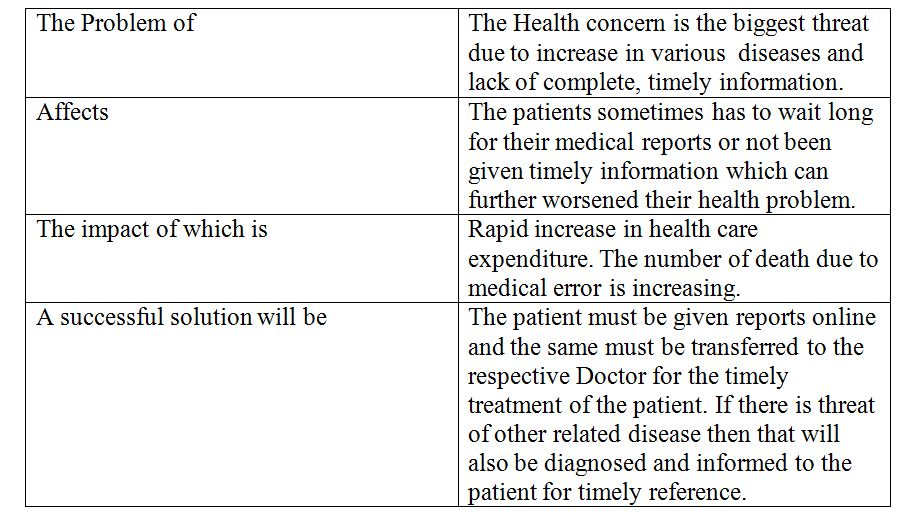 The Problem of
The Health concern is the biggest threat
due to increase in various diseases and
lack of complete, timely information.
Affects
The patients sometimes has to wait long
for their medical reports or not been
given timely information which can
further worsened their health problem.
The impact of which is
Rapid increase in health care
expenditure. The number of death due to
medical error is increasing.
A successful solution will be
The patient must be given reports online
and the same must be transferred to the
respective Doctor for the timely
treatment of the patient. If there is threat
of other related disease then that will
also be diagnosed and informed to the
patient for timely reference.